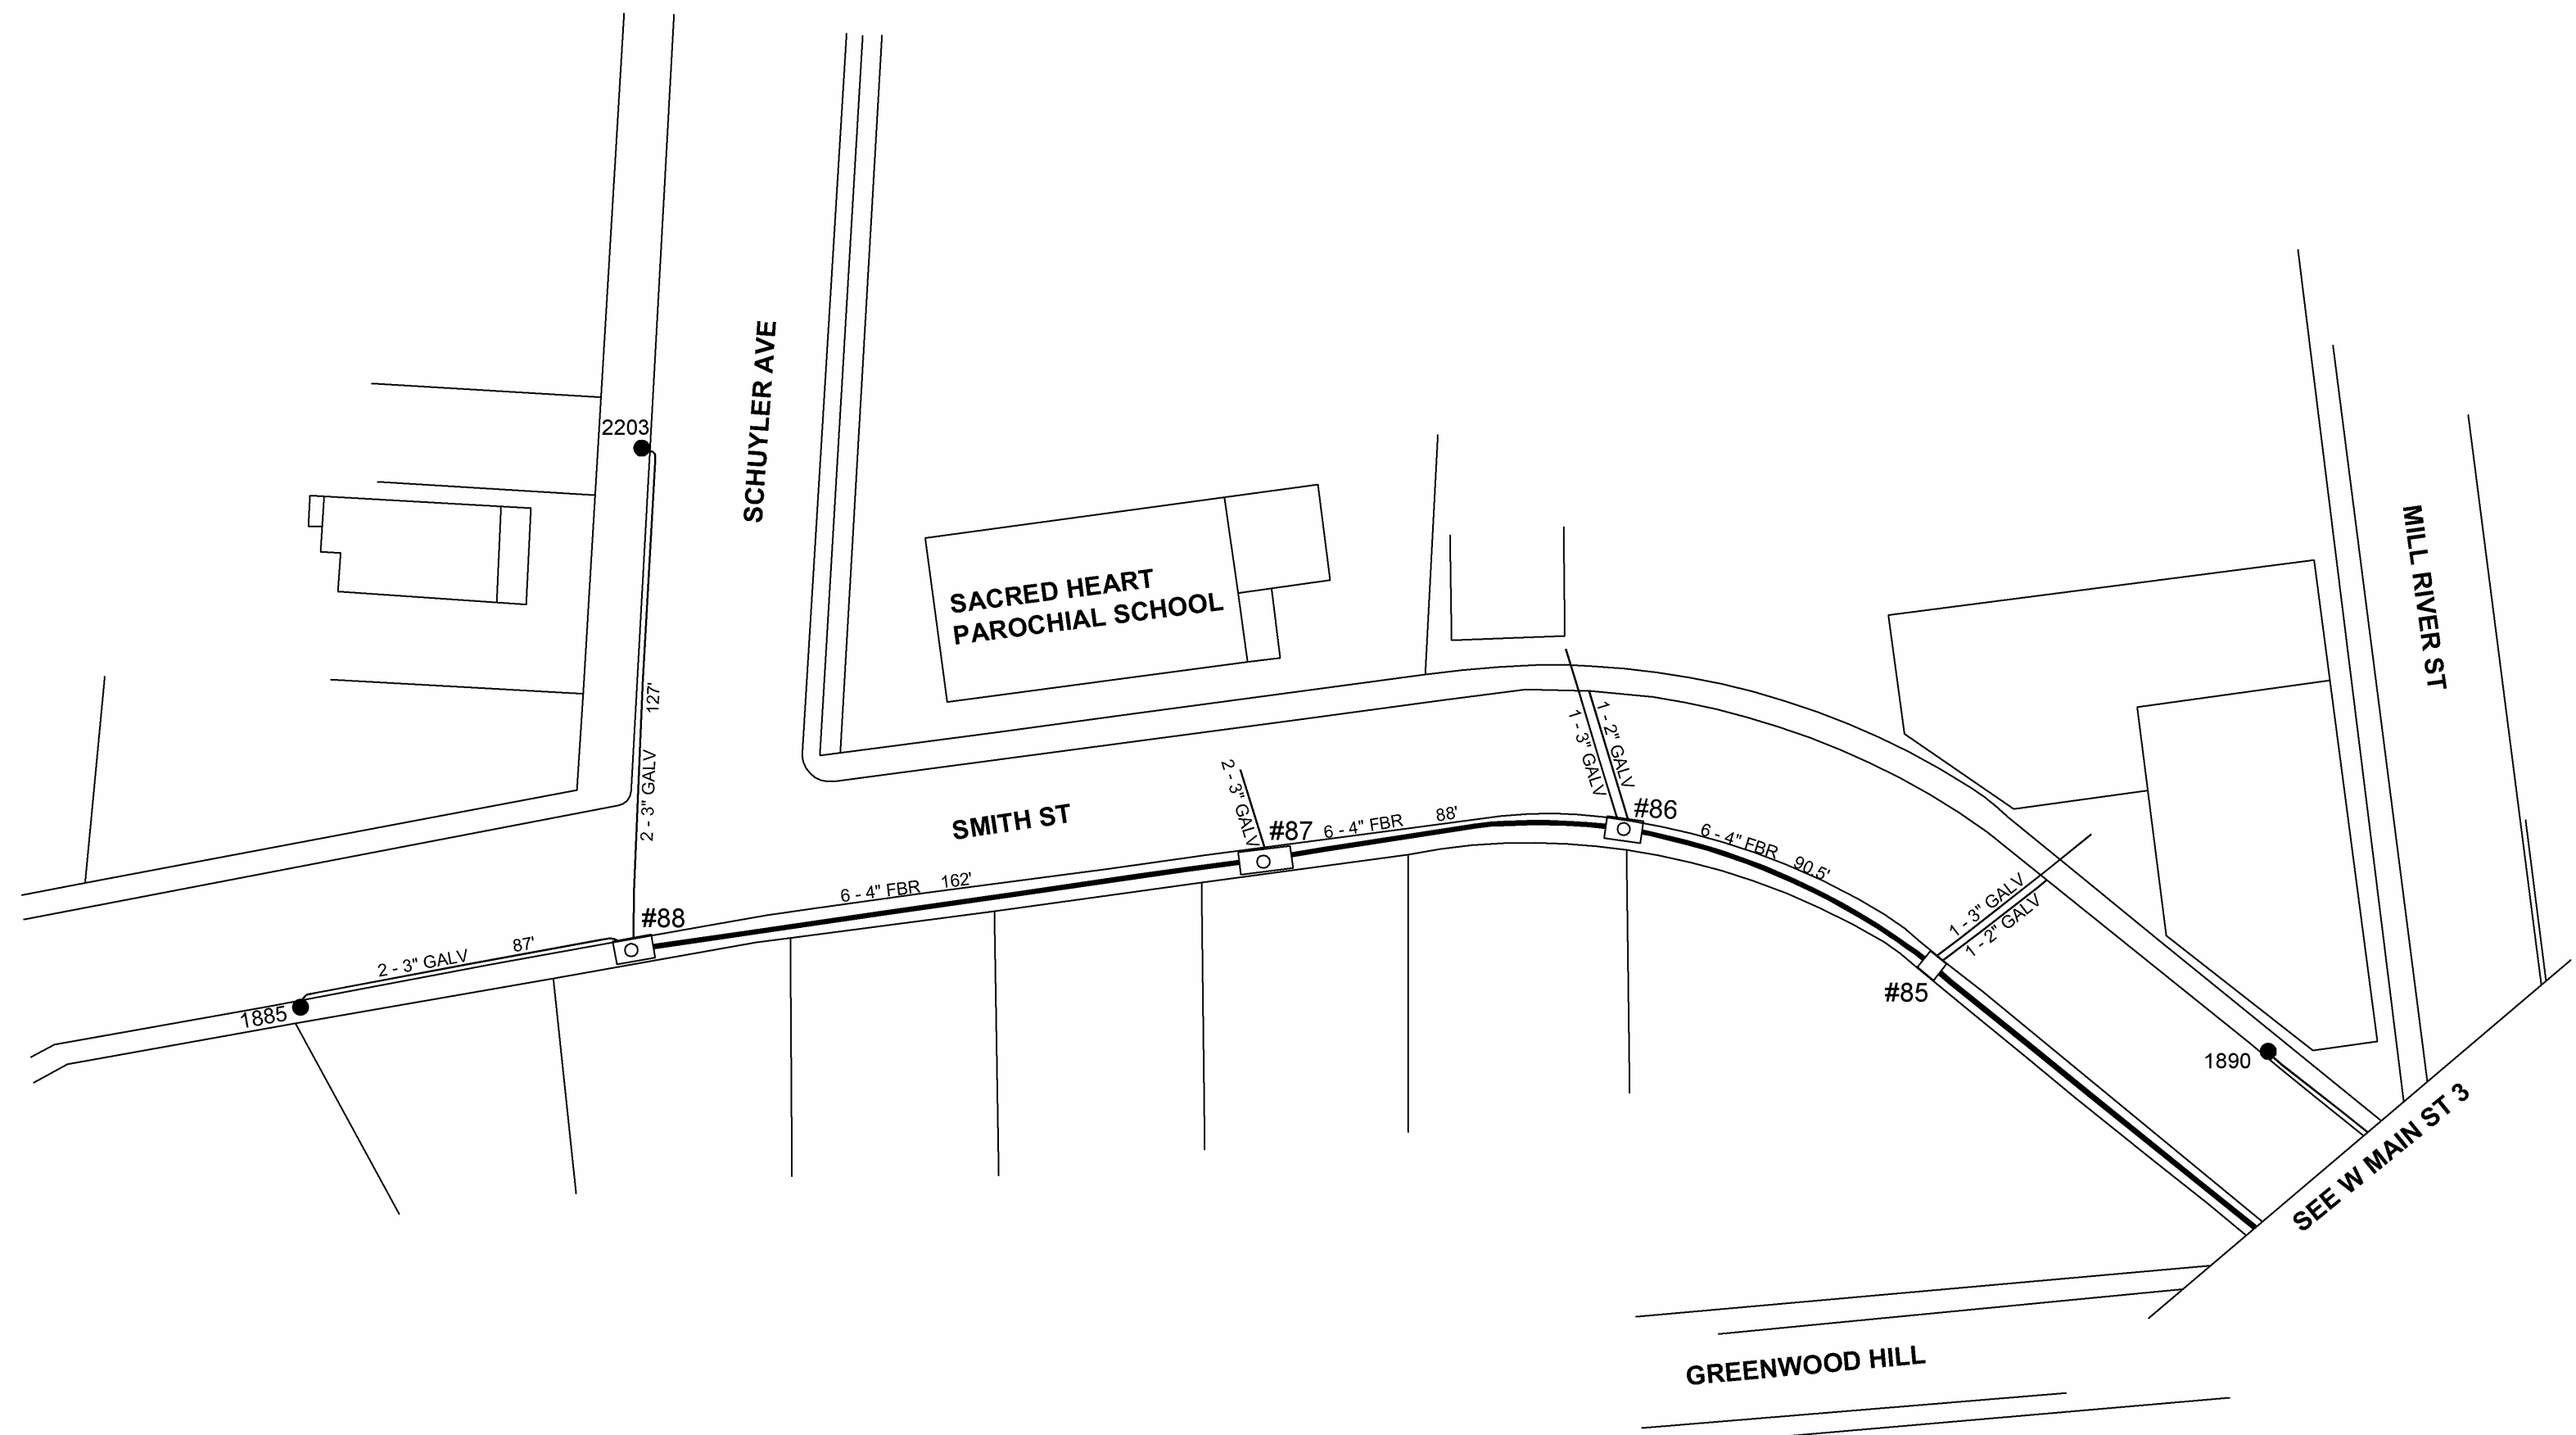 2203
SCHUYLER AVE
MILL RIVER ST
SACRED HEART
PAROCHIAL SCHOOL
127'
2 - 3" GALV
1 - 2" GALV
1 - 3" GALV
2 - 3" GALV
SMITH ST
#86
#87
6 - 4" FBR 88'
6 - 4" FBR 90.5'
6 - 4" FBR 162'
#88
1 - 3" GALV
1 - 2" GALV
2 - 3" GALV 87'
#85
1885
1890
SEE W MAIN ST 3
GREENWOOD HILL